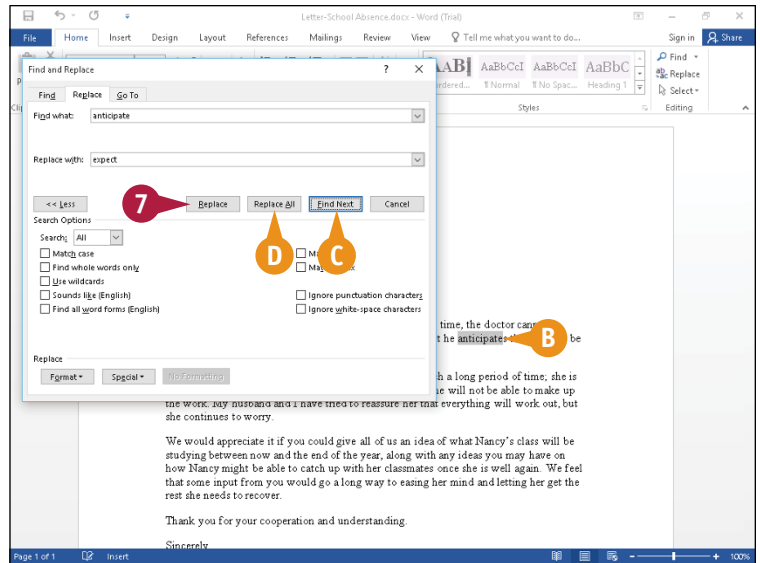 Letter-School Absence.docx - Word (Trial)
File Home Insert Design Layout References Mailings Review View Tell me what you want to do... Sign in Share
AABl AaBbCcI AaBbCcI AaBbC
¶ Normal ¶ No Spac... Heading 1
Styles
Find
Replace
Select
Editing
Find and Replace ? ×
Find Replace Go To
Find what: anticipate
Replace with: expect
<< Less Replace Replace All Find Next Cancel
7
D
C
Search Options
Search: All
Match case
Find whole words only
Use wildcards
Sounds like (English)
Find all word forms (English)
Ignore punctuation characters
Ignore white-space characters
Replace
Format Special No Formatting
time, the doctor
he anticipates be
B
a long period of time; she is
will not be able to make up
the work. My husband and I have tried to reassure her that everything will work out, but
she continues to worry.
We would appreciate it if you could give all of us an idea of what Nancy's class will be
studying between now and the end of the year, along with any ideas you may have on
how Nancy might be able to catch up with her classmates once she is well again. We feel
that some input from you would go a long way to easing her mind and letting her get the
rest she needs to recover.
Thank you for your cooperation and understanding.
Sincerely
Page 1 of 1 Insert 100%